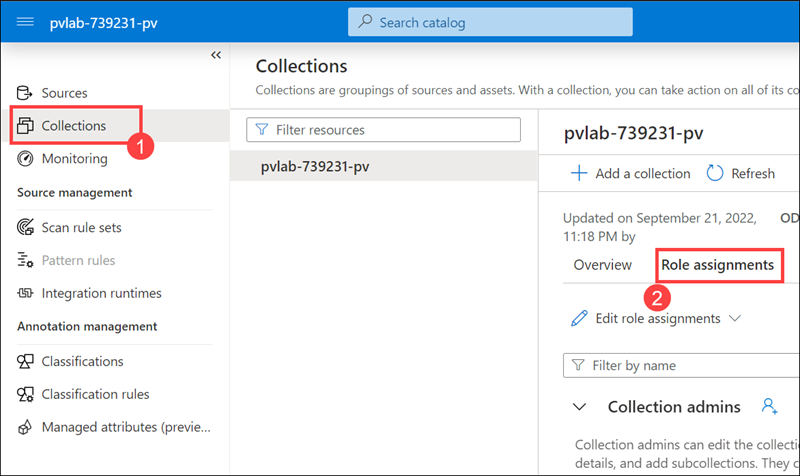 pvlab-739231-pv
Search catalog
Sources
Collections
1
Monitoring
Source management
Scan rule sets
Pattern rules
Integration runtimes
Annotation management
Classifications
Classification rules
Managed attributes (previe...
Collections
Collections are groupings of sources and assets. With a collection, you can take action on all of its co
Filter resources
pvlab-739231-pv
pvlab-739231-pv
Add a collection
Refresh
Updated on September 21, 2022, OD
11:18 PM by
Overview
Role assignments
2
Edit role assignments
Filter by name
Collection admins
Collection admins can edit the collecti
details, and add subcollections. They c